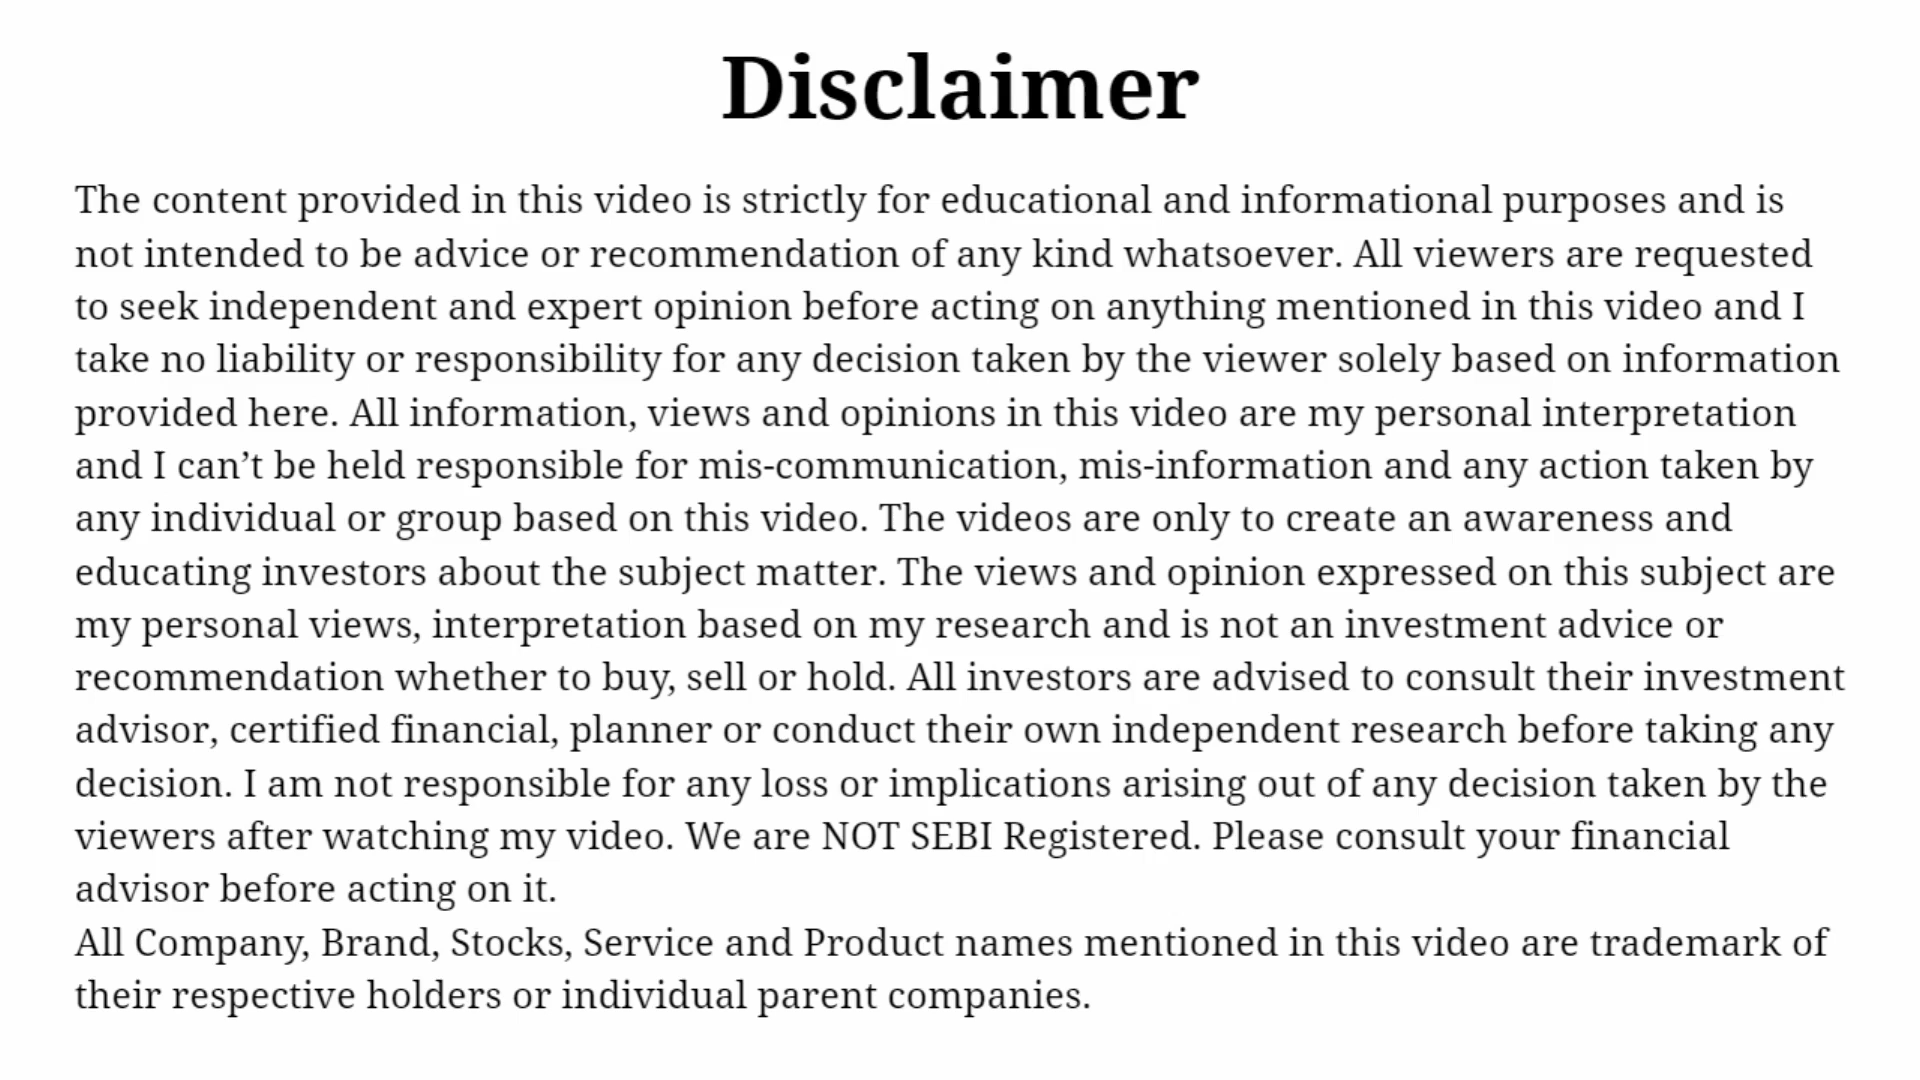 Disclaimer
The content provided in this video is strictly for educational and informational purposes and is
not intended to be advice or recommendation of any kind whatsoever. All viewers are requested
to seek independent and expert opinion before acting on anything mentioned in this video and I
take no liability or responsibility for any decision taken by the viewer solely based on information
provided here. All information, views and opinions in this video are my personal interpretation
and I can’t be held responsible for mis-communication, mis-information and any action taken by
any individual or group based on this video. The videos are only to create an awareness and
educating investors about the subject matter. The views and opinion expressed on this subject are
my personal views, interpretation based on my research and is not an investment advice or
recommendation whether to buy, sell or hold. All investors are advised to consult their investment
advisor, certified financial, planner or conduct their own independent research before taking any
decision. I am not responsible for any loss or implications arising out of any decision taken by the
viewers after watching my video. We are NOT SEBI Registered. Please consult your financial
advisor before acting on it.
All Company, Brand, Stocks, Service and Product names mentioned in this video are trademark of
their respective holders or individual parent companies.